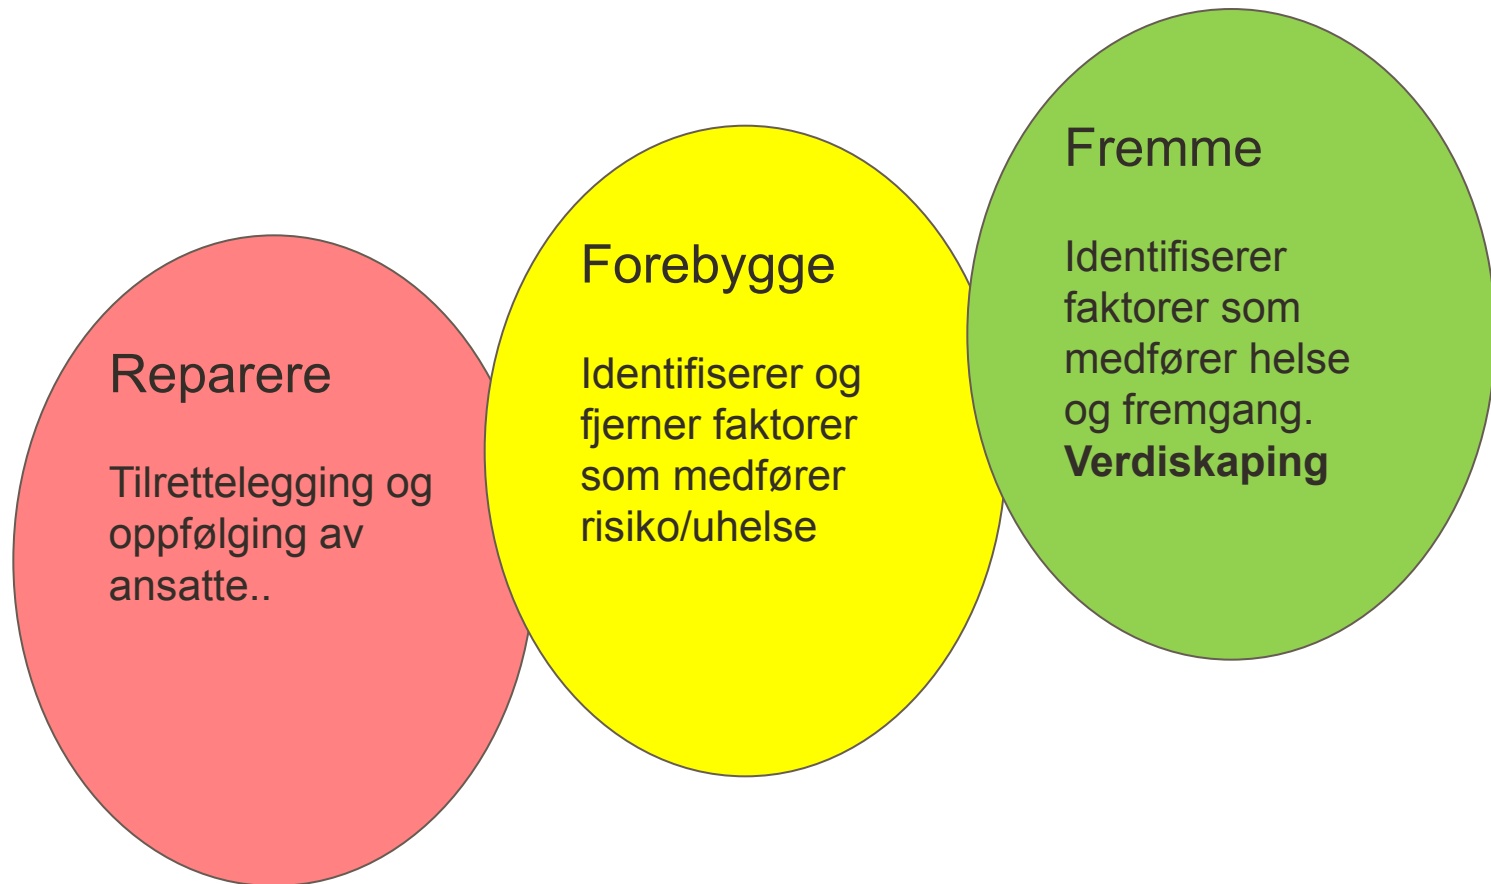 Reparere
Tilrettelegging og
oppfølging av
ansatte..
Forebygge
Identifiserer og
fjerner faktorer
som medfører
risiko/uhelse
Fremme
Identifiserer
faktorer som
medfører helse
og fremgang.
Verdiskaping